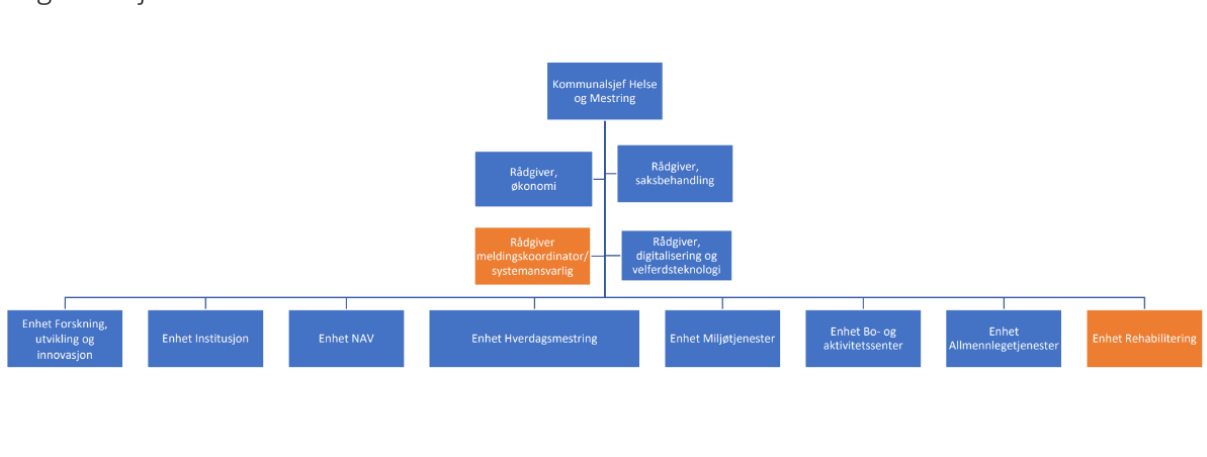 Kommunalsjef Helse
og Mestring
Rådgiver,
økonomi
Rådgiver,
saksbehandling
Rådgiver
meldingskoordinator/
systemansvarlig
Rådgiver,
digitalisering og
velferdsteknologi
Enhet Forskning,
utvikling og
innovasjon
Enhet Institusjon
Enhet NAV
Enhet Hverdagsmestring
Enhet Miljøtjenester
Enhet Bo- og
aktivitetssenter
Enhet
Allmennlegetjenester
Enhet Rehabilitering